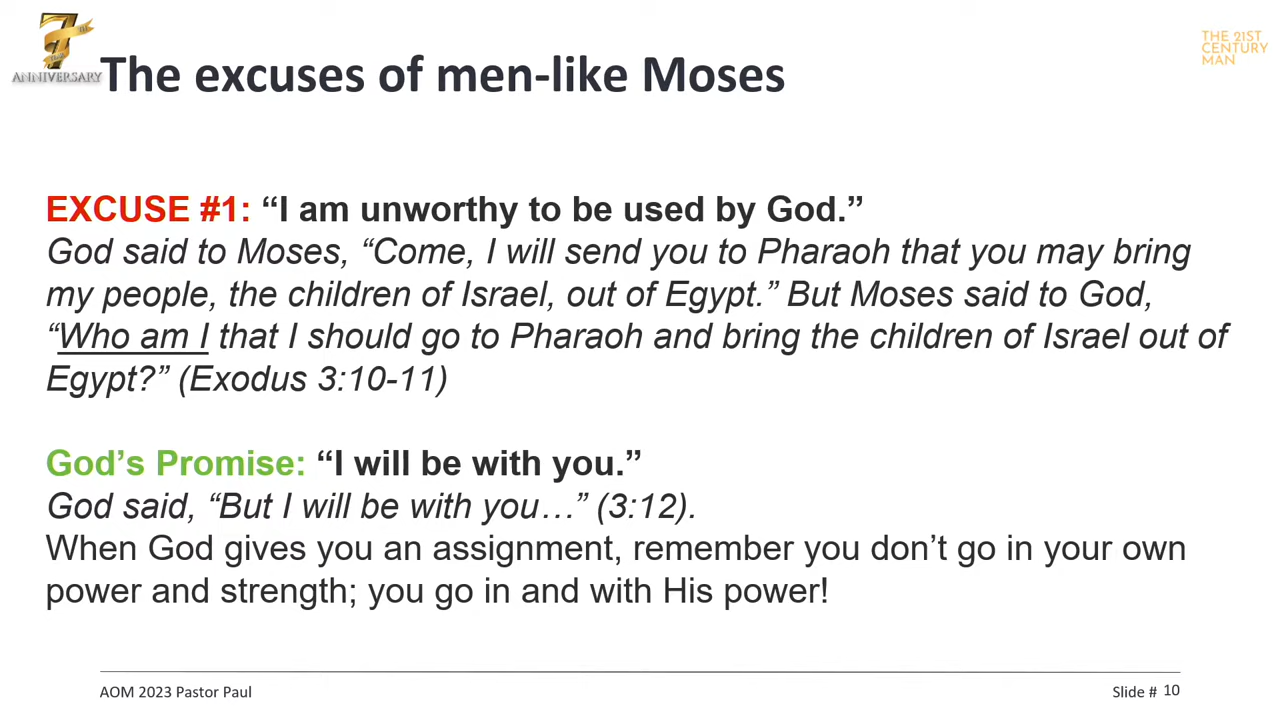 7
ANNIVERSARY
The excuses of men-like Moses
THE 21ST
CENTURY
MAN
EXCUSE #1: “I am unworthy to be used by God.”
God said to Moses, “Come, I will send you to Pharaoh that you may bring
my people, the children of Israel, out of Egypt.” But Moses said to God,
“Who am I that I should go to Pharaoh and bring the children of Israel out of
Egypt?” (Exodus 3:10-11)
God’s Promise: “I will be with you.”
God said, “But I will be with you…” (3:12).
When God gives you an assignment, remember you don’t go in your own
power and strength; you go in and with His power!
AOM 2023 Pastor Paul
Slide # 10